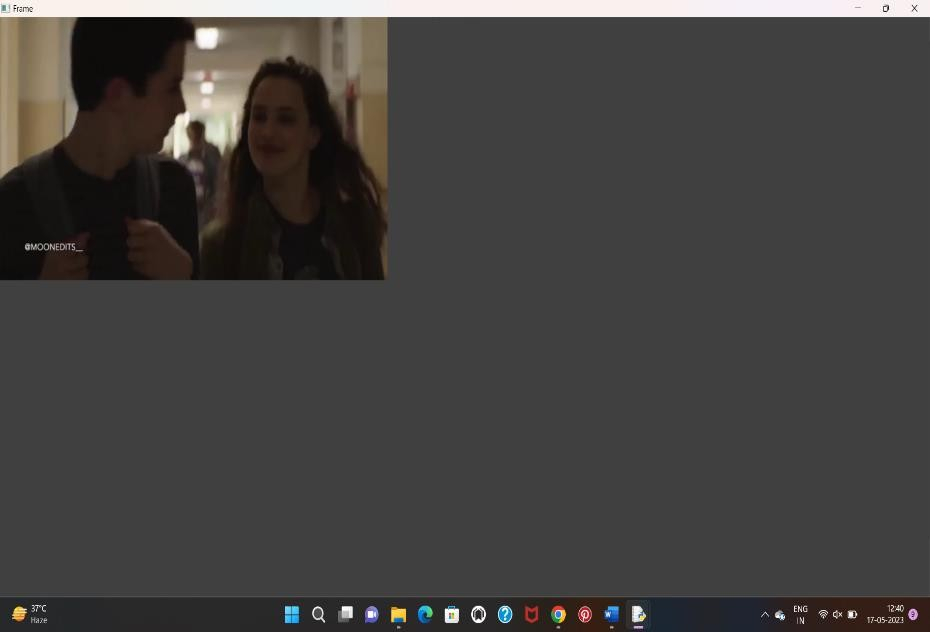 Frame
@MOONEDITS__
37°C
Haze
ENG
IN
12:40
17-05-2023